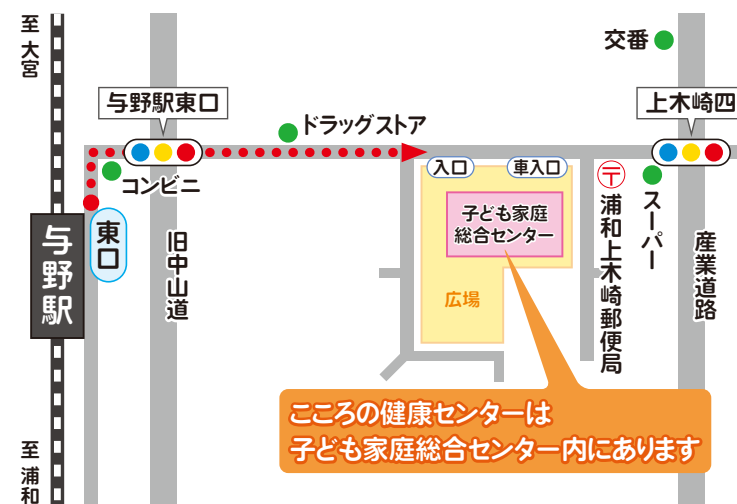 至 大宮
交番
与野駅東口
上木崎四
ドラッグストア
コンビニ
入口
車入口
〒
東口
与野駅
旧中山道
子ども家庭
総合センター
広場
浦和上木崎郵便局
スーパー
産業道路
こころの健康センターは
子ども家庭総合センター内にあります
至 浦和